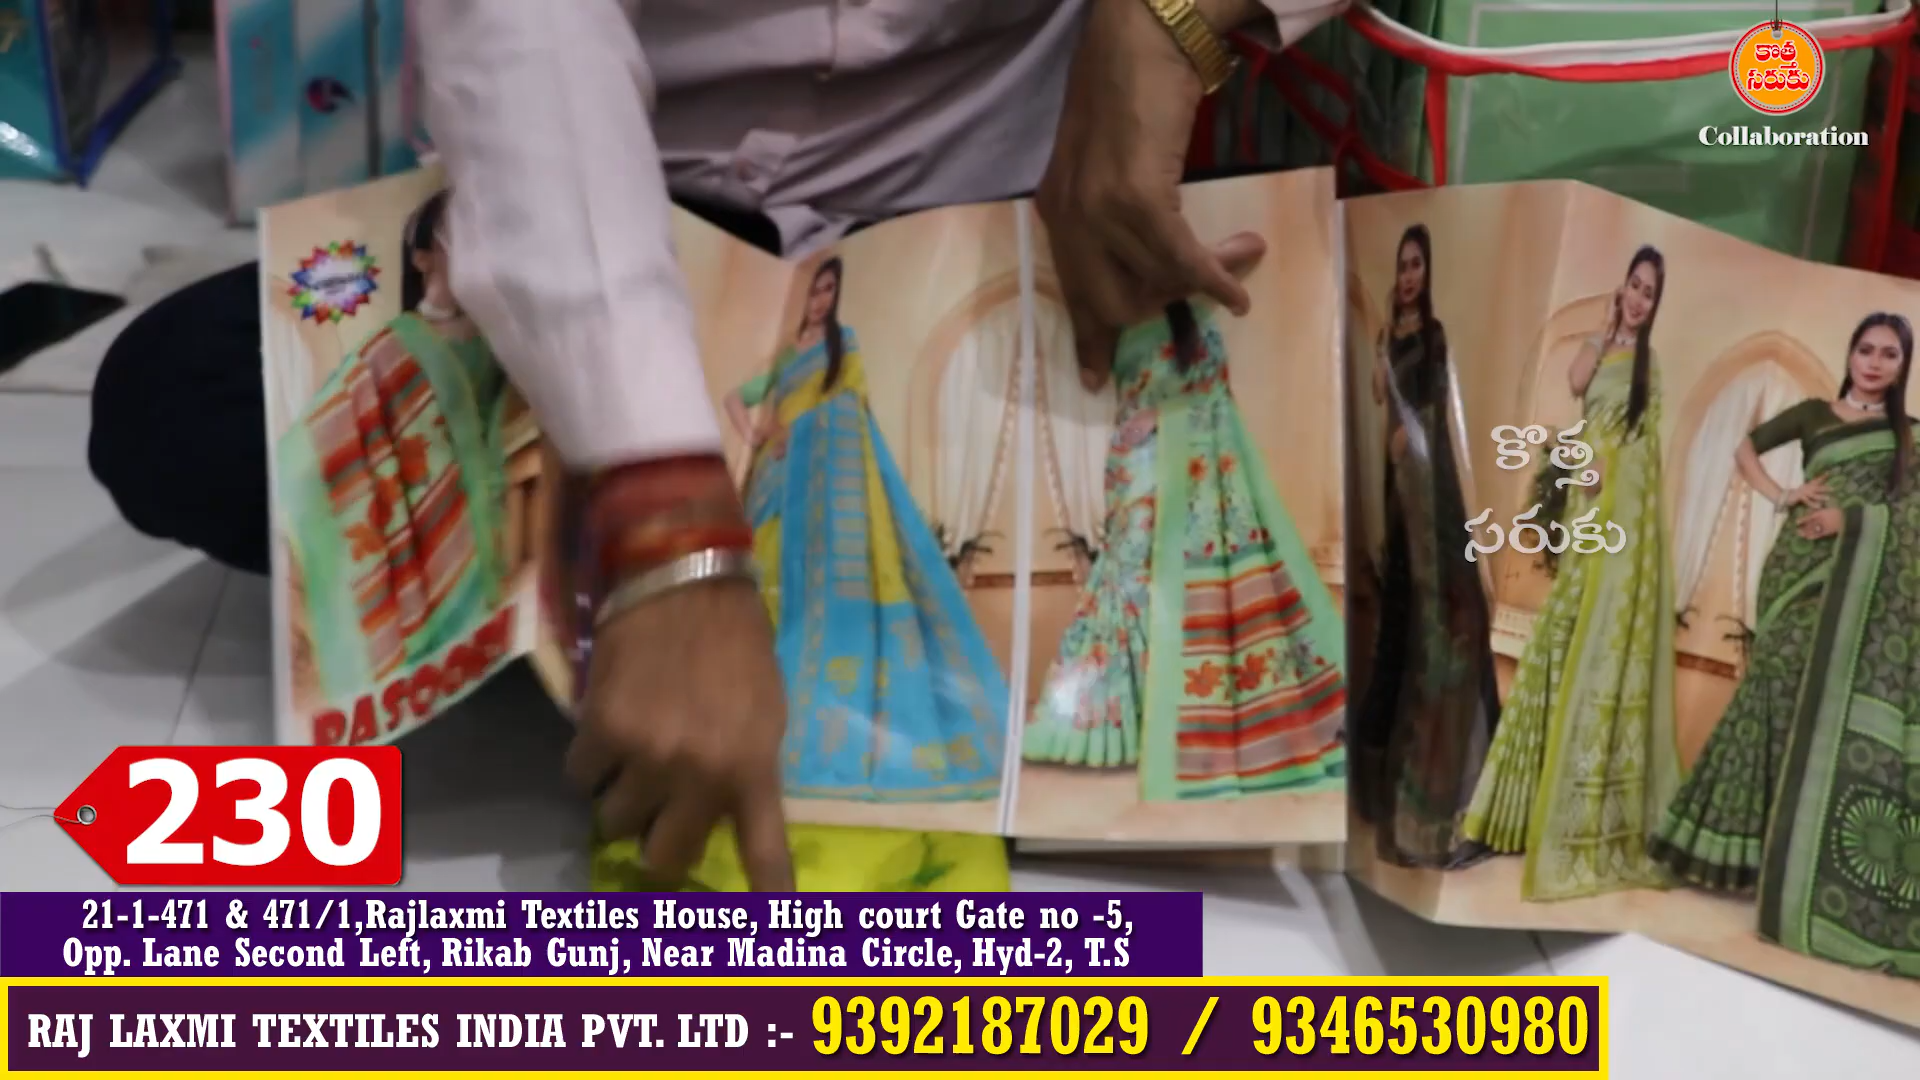 కొత్త
సరుకు
Collaboration
కొత్త
సరుకు
230
21-1-471 & 471/1,Rajlaxmi Textiles House, High court Gate no -5,
Opp. Lane Second Left, Rikab Gunj, Near Madina Circle, Hyd-2, T.S
RAJ LAXMI TEXTILES INDIA PVT. LTD :- 9392187029 / 9346530980